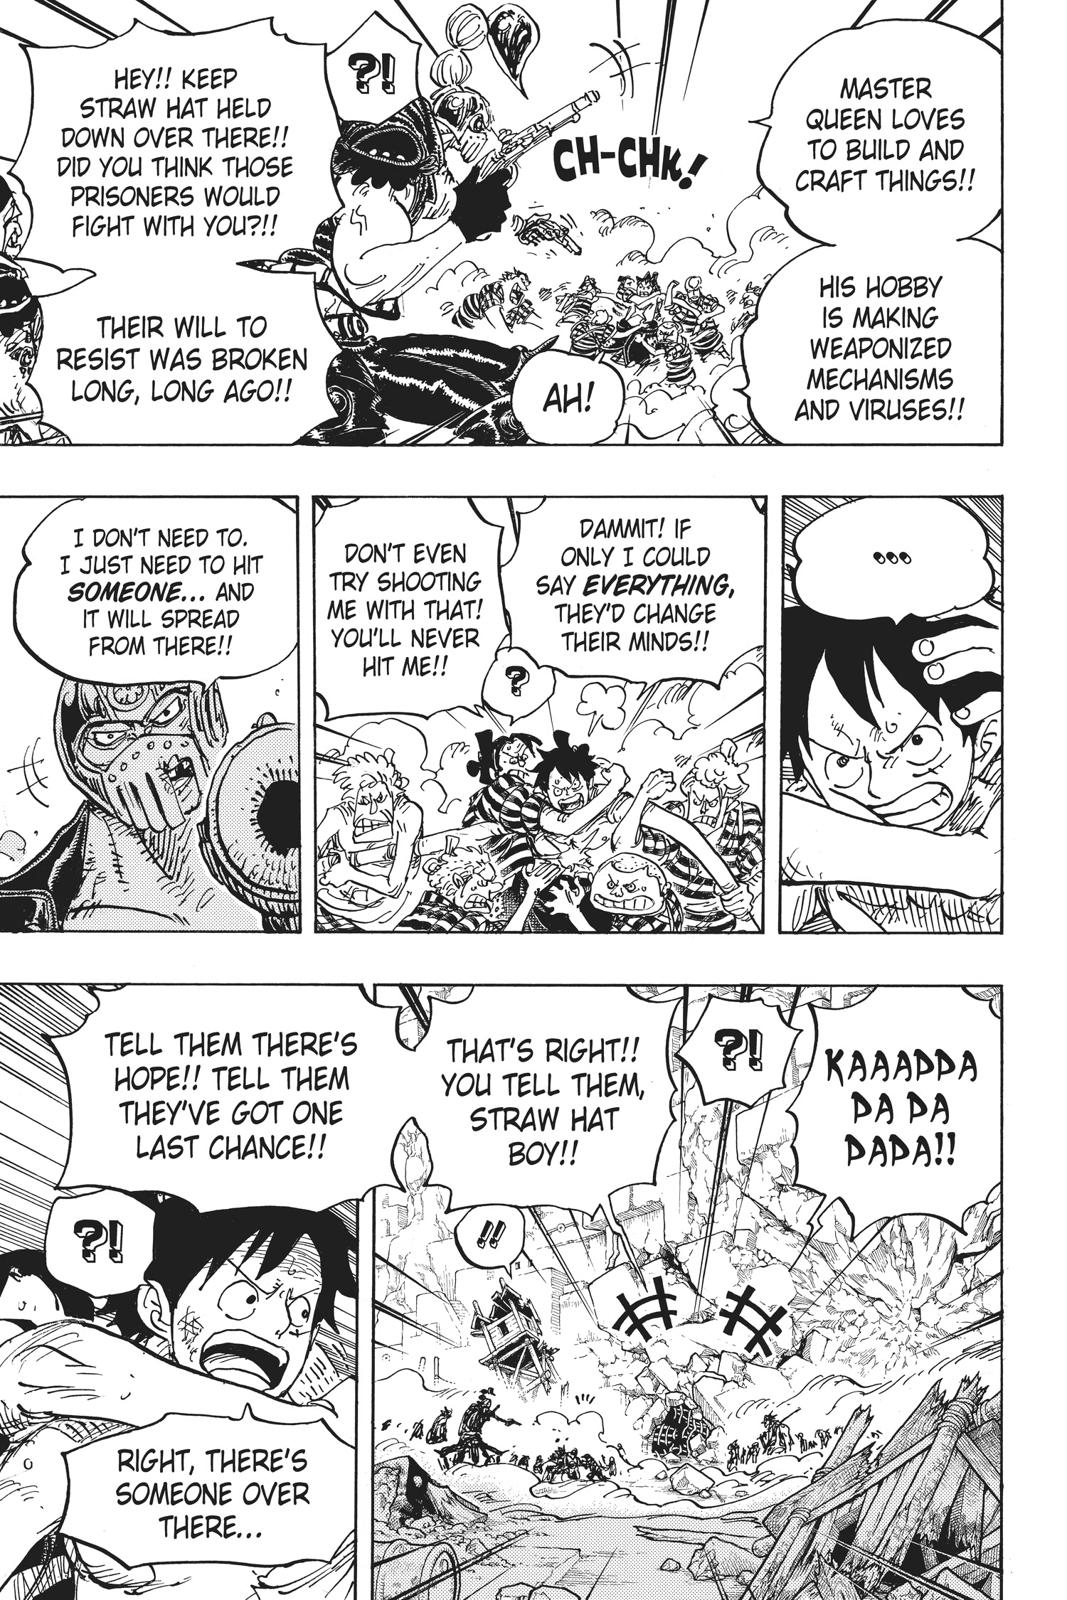 MASTER
QUEEN LOVES
TO BUILD AND
CRAFT THINGS!!
HIS HOBBY
IS MAKING
WEAPONIZED
MECHANISMS
AND VIRUSES!!
CH-CHK!
AH!
?!
HEY!! KEEP
STRAW HAT HELD
DOWN OVER THERE!!
DID YOU THINK THOSE
PRISONERS WOULD
FIGHT WITH YOU?!!
THEIR WILL TO
RESIST WAS BROKEN
LONG, LONG AGO!!
...
DAMMIT! IF
ONLY I COULD
SAY EVERYTHING,
THEY'D CHANGE
THEIR MINDS!!
?
DON'T EVEN
TRY SHOOTING
ME WITH THAT!
YOU'LL NEVER
HIT ME!!
I DON'T NEED TO.
I JUST NEED TO HIT
SOMEONE... AND
IT WILL SPREAD
FROM THERE!!
KAAADDA
DA DA
DADA!!
?!
THAT'S RIGHT!!
YOU TELL THEM,
STRAW HAT
BOY!!
!!
TELL THEM THERE'S
HOPE!! TELL THEM
THEY'VE GOT ONE
LAST CHANCE!!
?!
RIGHT, THERE'S
SOMEONE OVER
THERE...